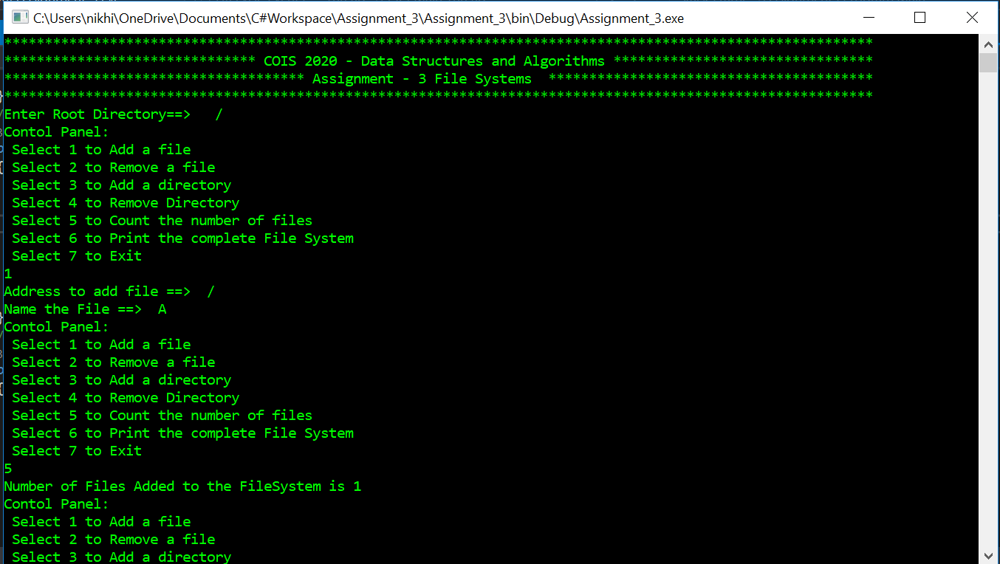 C:\Users\nikhi\OneDrive\Documents\C#Workspace\Assignment_3\Assignment_3\bin\Debug\Assignment_3.exe
***********************************************************************************************************
******************************* COIS 2020 - Data Structures and Algorithms ********************************
************************************* Assignment - 3 File Systems  ****************************************
***********************************************************************************************************
Enter Root Directory==>   /
Contol Panel:
 Select 1 to Add a file
 Select 2 to Remove a file
 Select 3 to Add a directory
 Select 4 to Remove Directory
 Select 5 to Count the number of files
 Select 6 to Print the complete File System
 Select 7 to Exit
1
Address to add file ==>  /
Name the File ==>  A
Contol Panel:
 Select 1 to Add a file
 Select 2 to Remove a file
 Select 3 to Add a directory
 Select 4 to Remove Directory
 Select 5 to Count the number of files
 Select 6 to Print the complete File System
 Select 7 to Exit
5
Number of Files Added to the FileSystem is 1
Contol Panel:
 Select 1 to Add a file
 Select 2 to Remove a file
 Select 3 to Add a directory